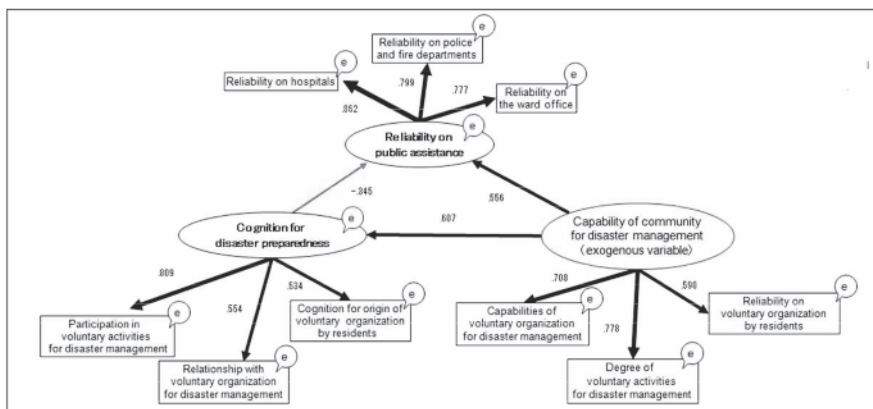 e
Reliability on police
and fire departments
e
Reliability on hospitals
e
Reliability on
the ward office
.862
.799
.777
e
Reliability on
public assistance
-.345
.556
.607
e
Cognition for
disaster preparedness
Capability of community
for disaster management
(exogenous variable)
.809
.554
.534
.708
.778
.590
e
Participation in
voluntary activities
for disaster management
e
Relationship with
voluntary organization
for disaster management
e
Cognition for origin of
voluntary organization
by residents
e
Capabilities of
voluntary organization
for disaster management
e
Degree of
voluntary activities
for disaster management
e
Reliability on
voluntary organization
by residents